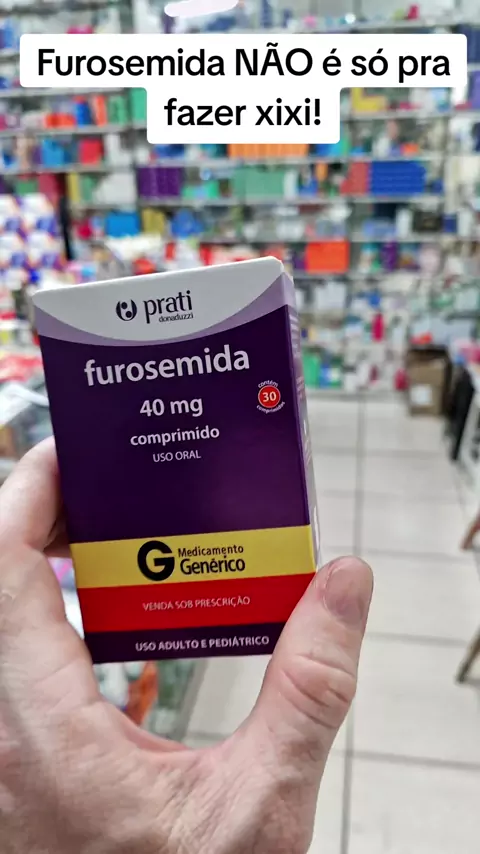 Furosemida NÃO é só pra
fazer xixi!
prati
donaduzzi
furosemida
40 mg
comprimido
USO ORAL
contém
30
comprimidos
G Medicamento
Genérico
VENDA SOB PRESCRIÇÃO
USO ADULTO E PEDIÁTRICO